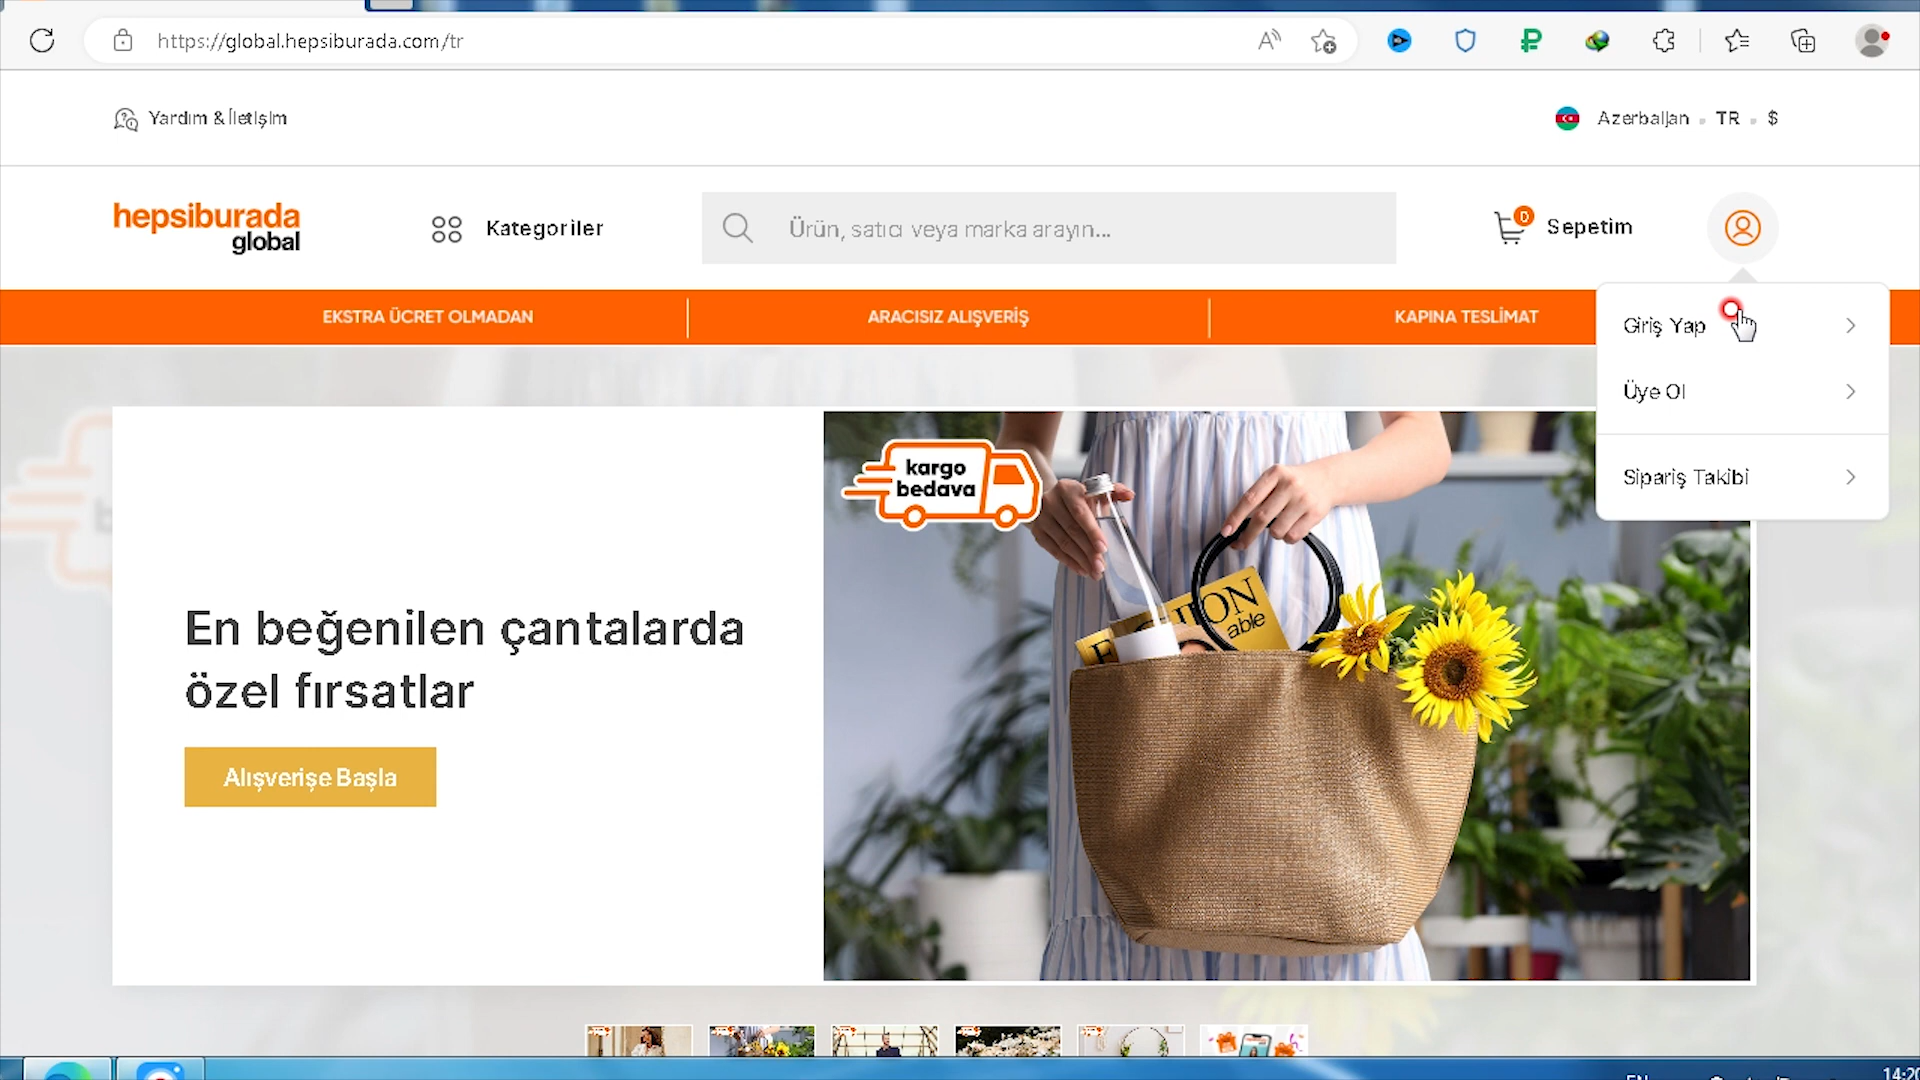 https://global.hepsiburada.com/tr
Yardım & İletişim
Azerbaijan TR $
hepsiburada
global
Kategoriler
Ürün, satıcı veya marka arayın...
0
Sepetim
EKSTRA ÜCRET OLMADAN
ARACISIZ ALIŞVERİŞ
KAPINA TESLİMAT
Giriş Yap
Üye Ol
Sipariş Takibi
kargo
bedava
ION
able
En beğenilen çantalarda
özel fırsatlar
Alışverişe Başla